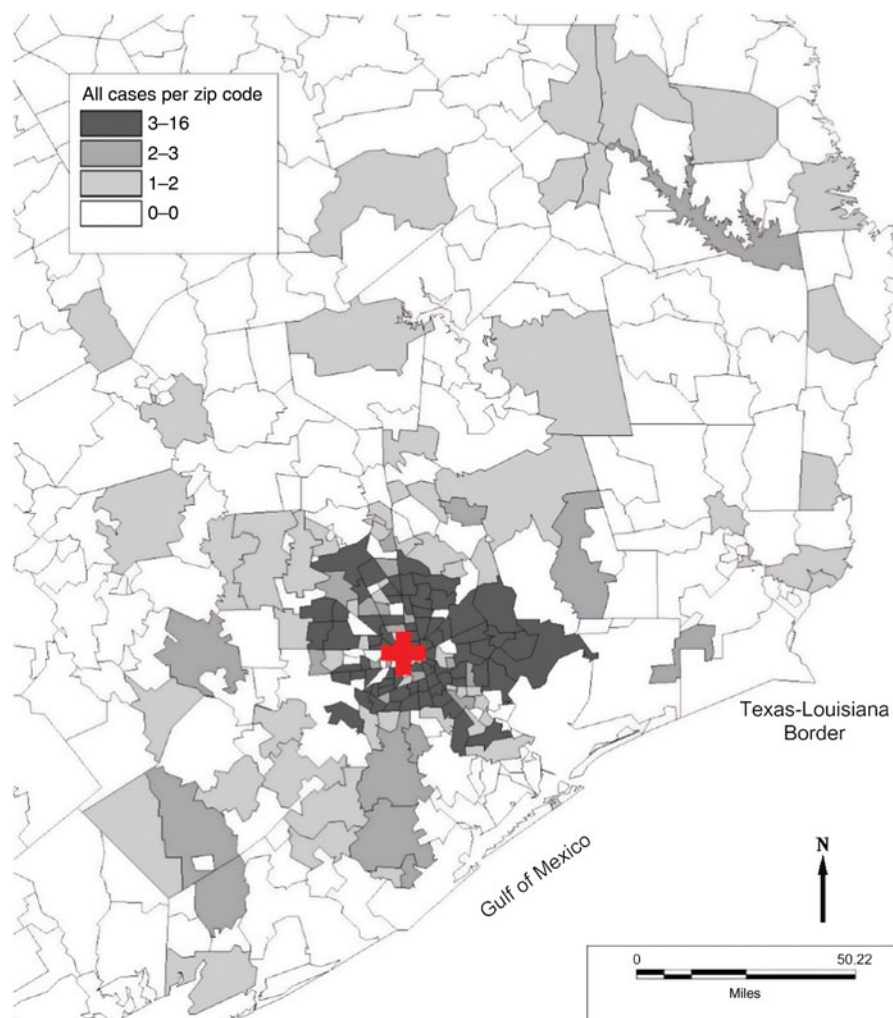 All cases per zip code
3–16
2–3
1–2
0–0
Texas-Louisiana
Border
Gulf of Mexico
N
0 50.22
Miles